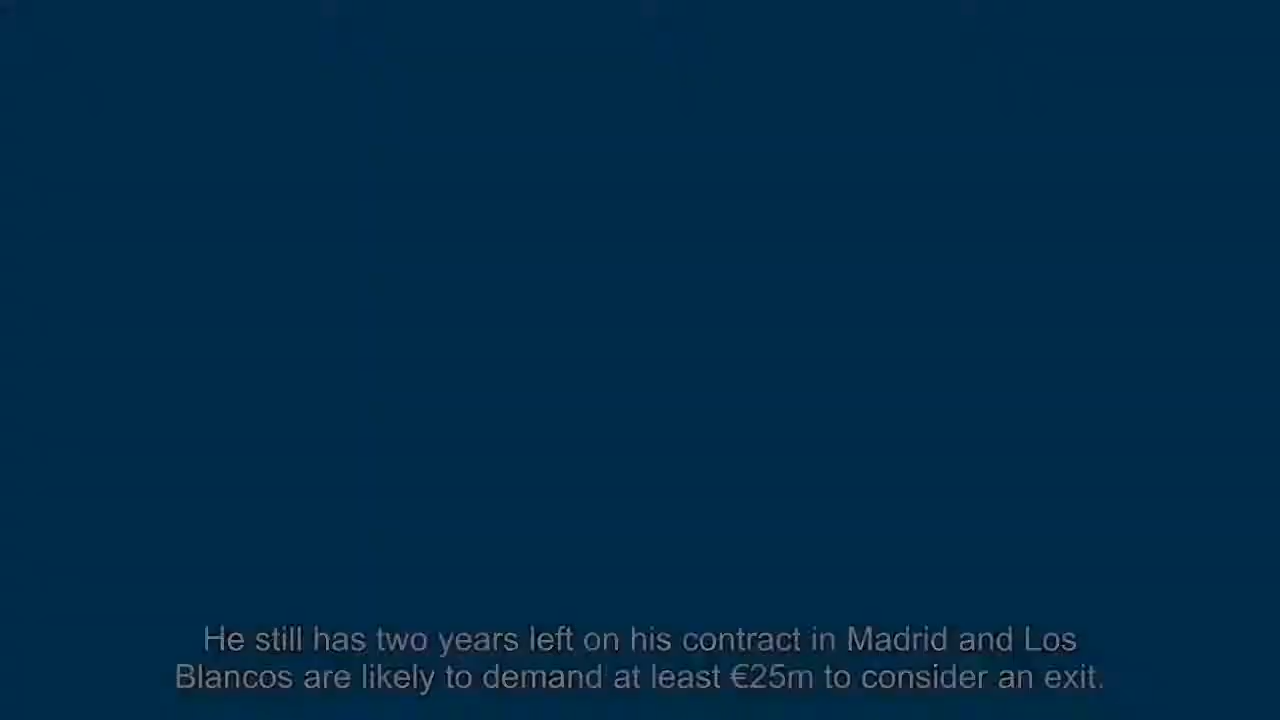 He still has two years left on his contract in Madrid and Los
Blancos are likely to demand at least €25m to consider an exit.